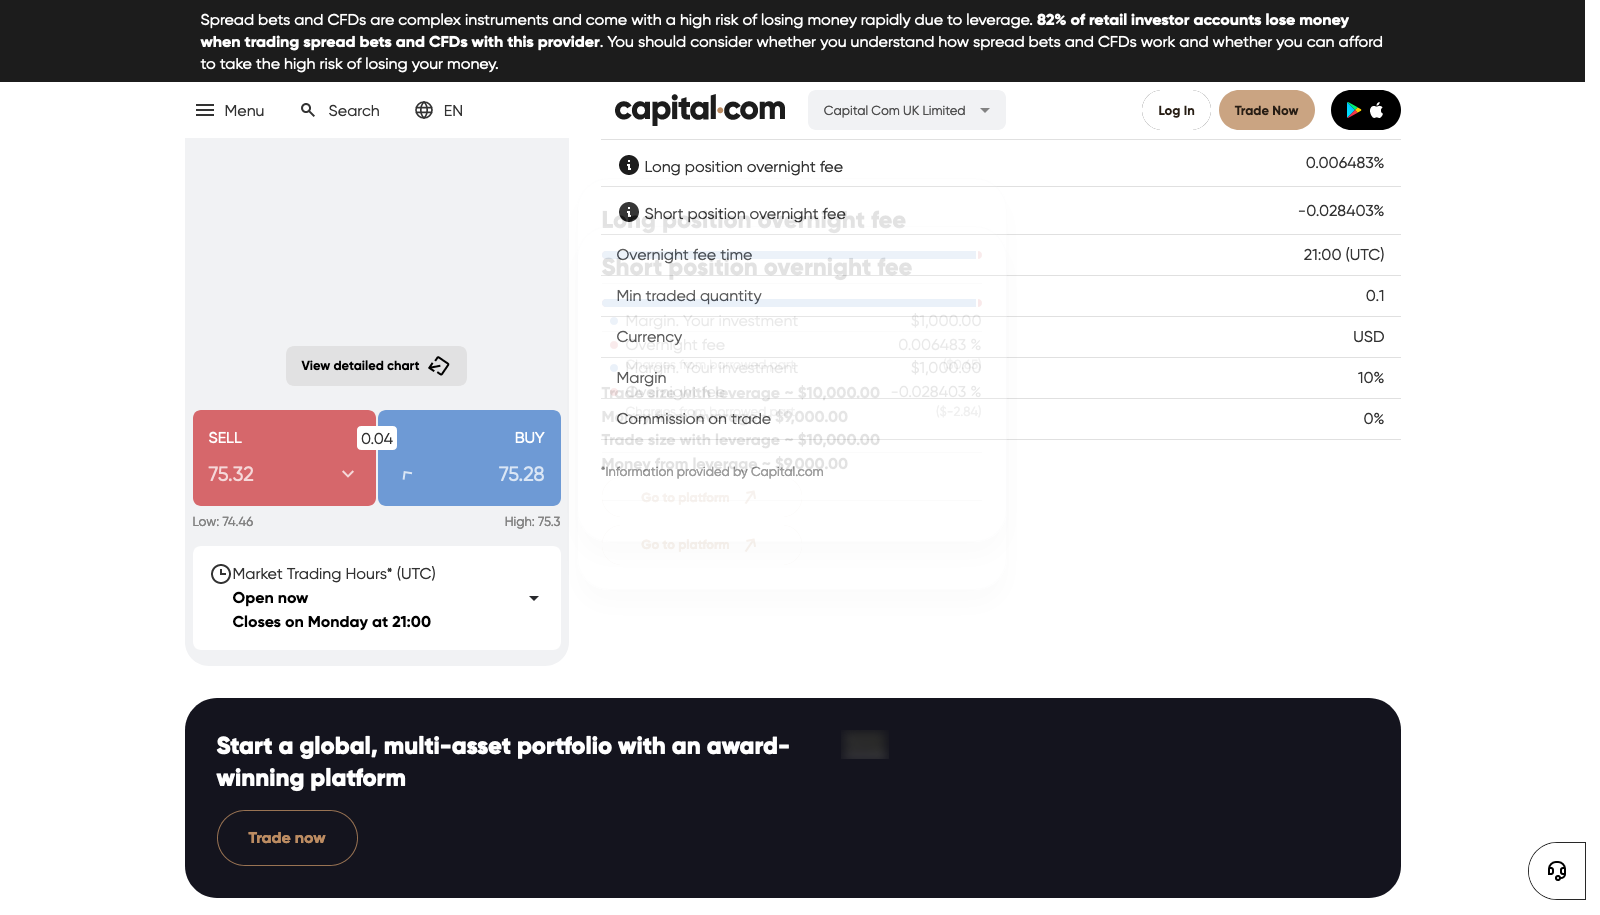 Spread bets and CFDs are complex instruments and come with a high risk of losing money rapidly due to leverage. 82% of retail investor accounts lose money
when trading spread bets and CFDs with this provider. You should consider whether you understand how spread bets and CFDs work and whether you can afford
to take the high risk of losing your money.
Menu
Search
EN
capital.com
Capital Com UK Limited
Log In
Trade Now
View detailed chart
SELL
75.32
0.04
BUY
75.28
Low: 74.46
High: 75.3
Market Trading Hours* (UTC)
Open now
Closes on Monday at 21:00
Long position overnight fee 0.006483%
Short position overnight fee -0.028403%
Overnight fee time 21:00 (UTC)
Min traded quantity 0.1
Currency USD
Margin 10%
Commission on trade 0%
*Information provided by Capital.com
Long position overnight fee
Margin. Your investment $1,000.00
Overnight fee 0.006483 %
Trade size with leverage ~ $10,000.00
Money from leverage ~ $9,000.00
Go to platform
Short position overnight fee
Margin. Your investment $1,000.00
Overnight fee -0.028403 %
Charges from borrowed part ($-2.84)
Trade size with leverage ~ $10,000.00
Money from leverage ~ $9,000.00
Go to platform
Start a global, multi-asset portfolio with an award-
winning platform
Trade now